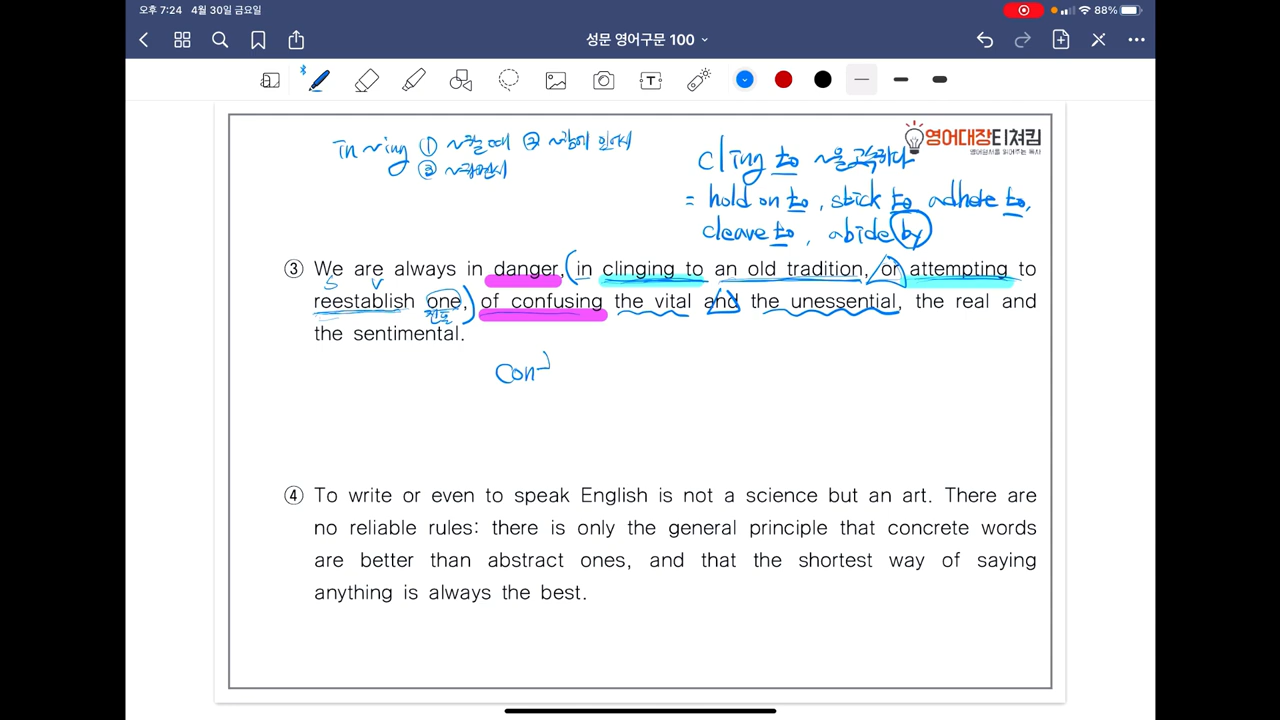 오후 7:24 4월 30일 금요일
88%
성문 영어구문 100
T
영어대장티쳐킴
in ~ing ① ~할 때 ② ~함에 있어서
③ ~하면서
cling to ~을 고수하다
= hold on to, stick to, adhere to,
cleave to, abide by
③ We are always in danger, (in clinging to an old tradition, or attempting to
S V
reestablish one,) of confusing the vital and the unessential, the real and
전통
the sentimental.
con
④ To write or even to speak English is not a science but an art. There are
no reliable rules: there is only the general principle that concrete words
are better than abstract ones, and that the shortest way of saying
anything is always the best.